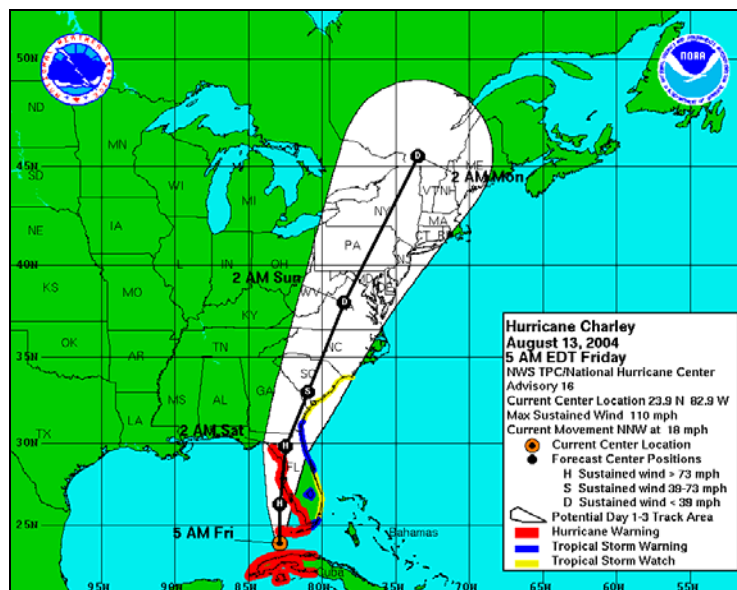 NOAA
50N
ND
MN
ME
45N
2 AM Mon
SD
WI
VT
NH
MI
NY
MA
NE
IA
CT
RI
PA
NJ
40N
OH
2 AM Sun
IL
IN
MD
DE
WV
VA
KS
MO
KY
OK
TN
NC
35N
AR
SC
MS
AL
GA
2 AM Sat
LA
TX
30N
FL
25N
5 AM Fri
Bahamas
Cuba
95W 90W 85W 80W 75W 70W 65W 60W 55W
H
H
S
D
D
Hurricane Charley
August 13, 2004
5 AM EDT Friday
NWS TPC/National Hurricane Center
Advisory 16
Current Center Location 23.9 N 82.9 W
Max Sustained Wind 110 mph
Current Movement NNW at 18 mph
Current Center Location
Forecast Center Positions
H Sustained wind > 73 mph
S Sustained wind 39-73 mph
D Sustained wind < 39 mph
Potential Day 1-3 Track Area
Hurricane Warning
Tropical Storm Warning
Tropical Storm Watch